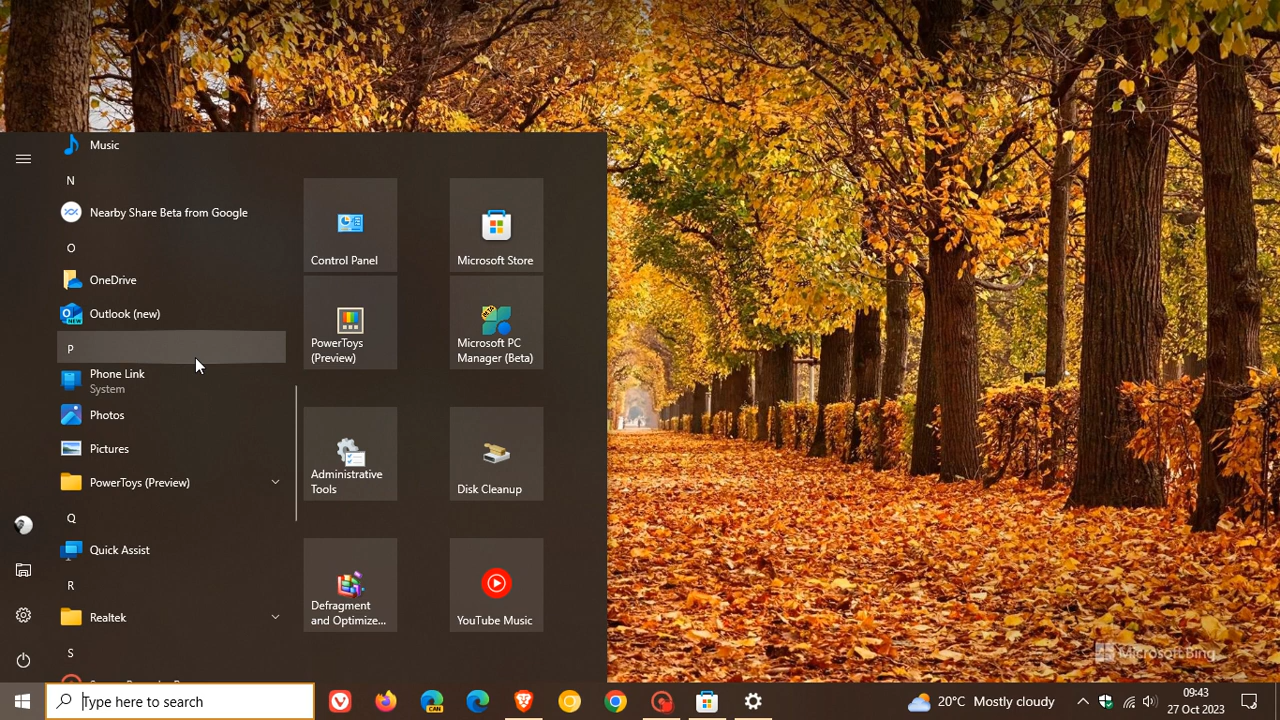 Music
N
Nearby Share Beta from Google
O
OneDrive
Outlook (new)
P
Phone Link
System
Photos
Pictures
PowerToys (Preview)
Q
Quick Assist
R
Realtek
S
Control Panel
Microsoft Store
PowerToys
(Preview)
Microsoft PC
Manager (Beta)
Administrative
Tools
Disk Cleanup
Defragment
and Optimize...
YouTube Music
Microsoft Bing
Type here to search
CAN
20°C Mostly cloudy
09:43
27 Oct 2023